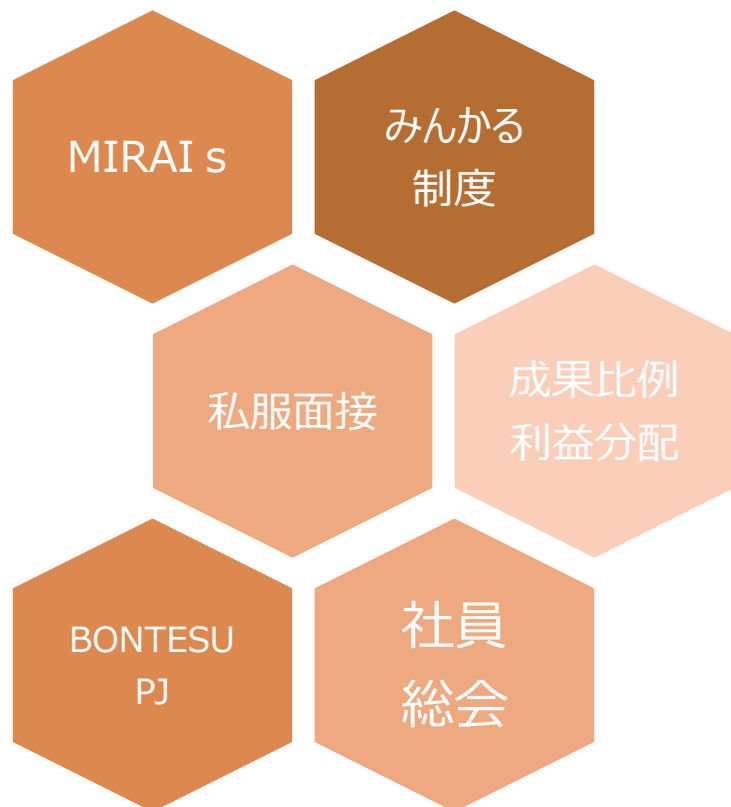 MIRAI s
みんかる
制度
私服面接
成果比例
利益分配
BONTESU
PJ
社員
総会